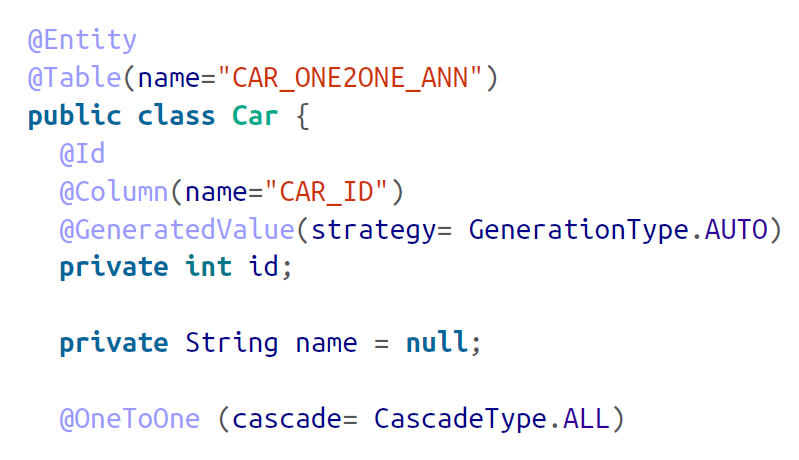 @Entity
@Table(name="CAR_ONE2ONE_ANN")
public class Car {
@Id
@Column(name="CAR_ID")
@GeneratedValue(strategy= GenerationType.AUTO)
private int id;
private String name = null;
@OneToOne (cascade= CascadeType.ALL)